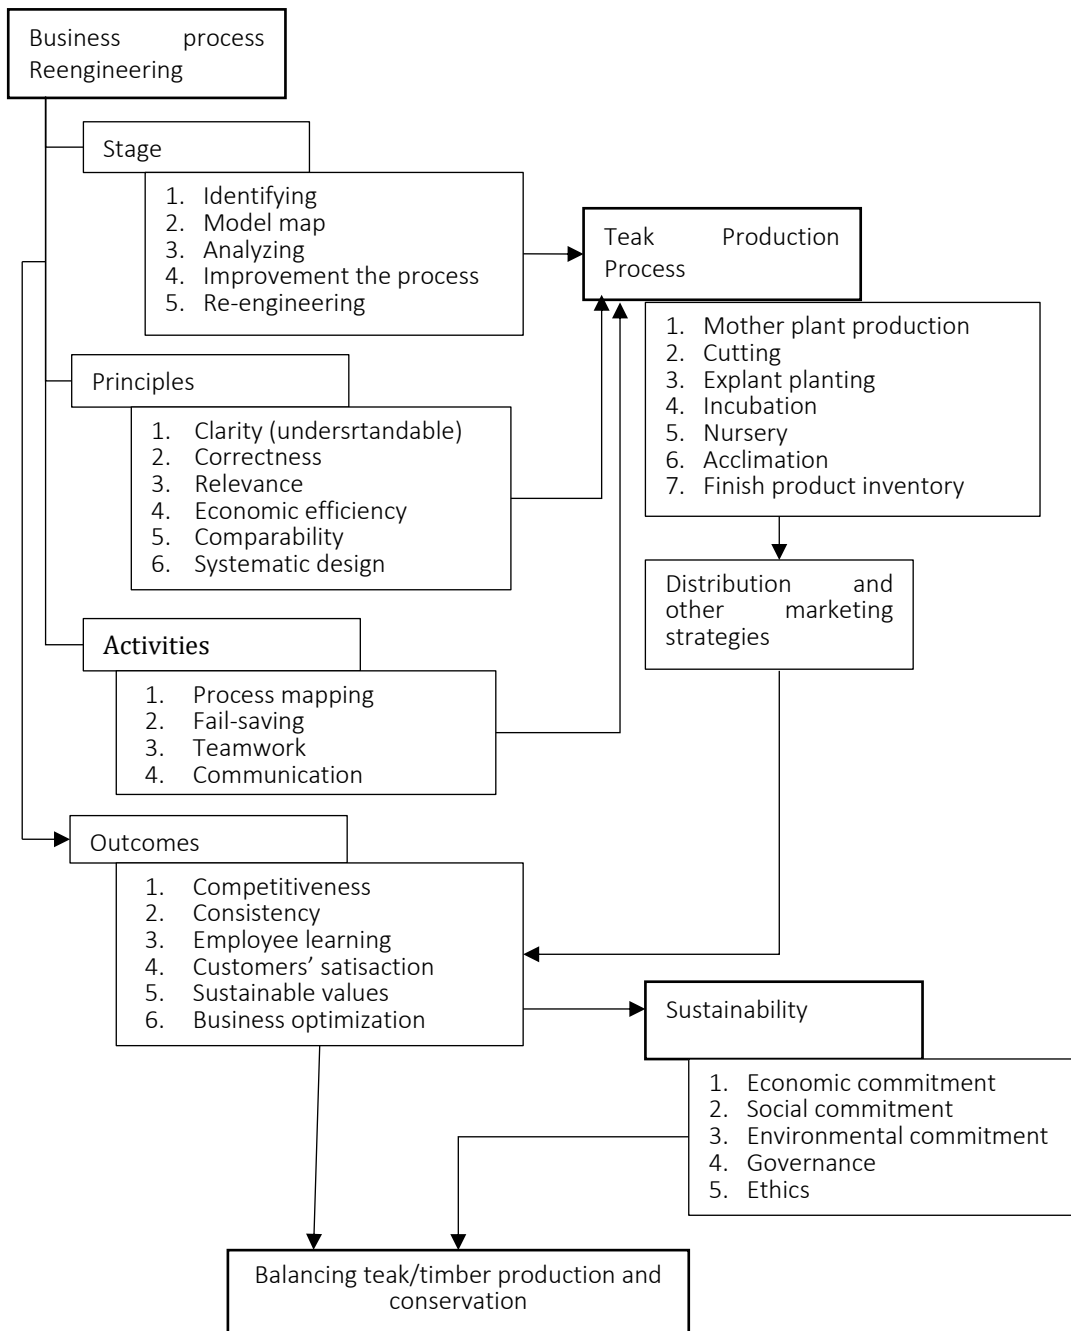 Business process
Reengineering
Stage
1. Identifying
2. Model map
3. Analyzing
4. Improvement the process
5. Re-engineering
Teak Production
Process
1. Mother plant production
2. Cutting
3. Explant planting
4. Incubation
5. Nursery
6. Acclimation
7. Finish product inventory
Principles
1. Clarity (undersrtandable)
2. Correctness
3. Relevance
4. Economic efficiency
5. Comparability
6. Systematic design
Distribution and
other marketing
strategies
Activities
1. Process mapping
2. Fail-saving
3. Teamwork
4. Communication
Outcomes
1. Competitiveness
2. Consistency
3. Employee learning
4. Customers’ satisaction
5. Sustainable values
6. Business optimization
Sustainability
1. Economic commitment
2. Social commitment
3. Environmental commitment
4. Governance
5. Ethics
Balancing teak/timber production and
conservation